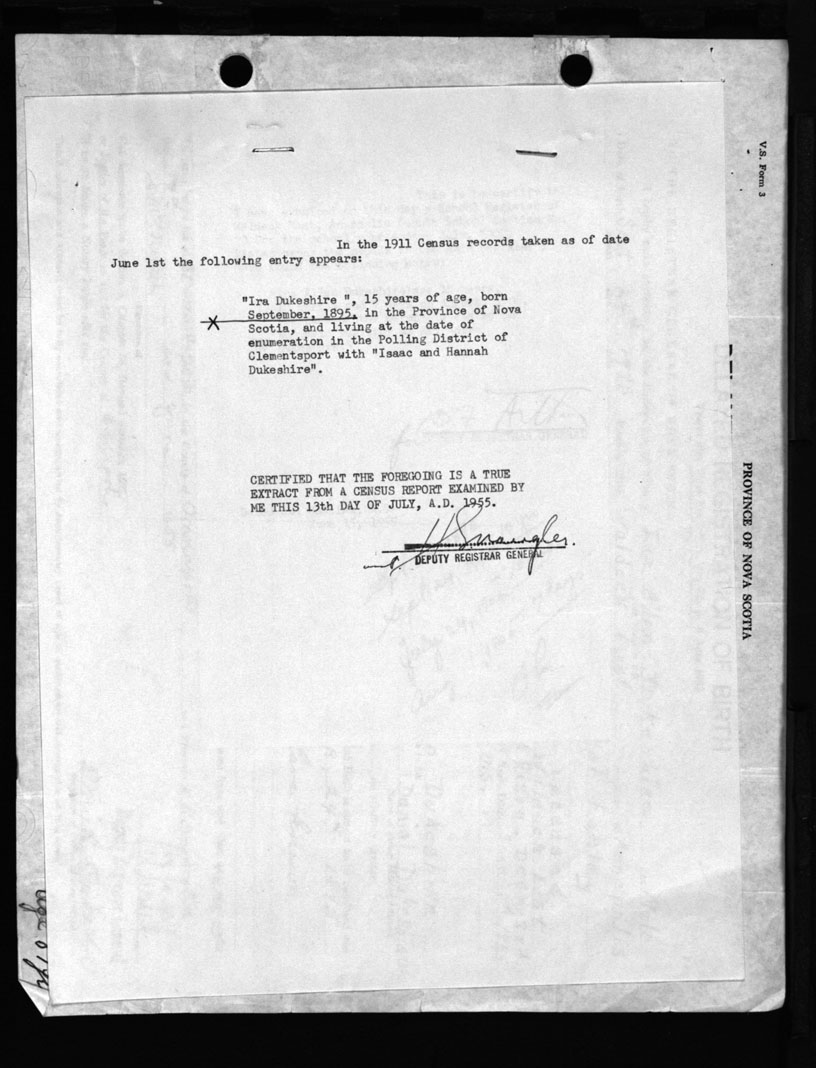 V.S. Form 3
In the 1911 Census records taken as of date
June 1st the following entry appears:
"Ira Dukeshire ", 15 years of age, born
September, 1895, in the Province of Nova
Scotia, and living at the date of
enumeration in the Polling District of
Clementsport with "Isaac and Hannah
Dukeshire".
CERTIFIED THAT THE FOREGOING IS A TRUE
EXTRACT FROM A CENSUS REPORT EXAMINED BY
ME THIS 13th DAY OF JULY, A.D. 1955.
DEPUTY REGISTRAR GENERAL
PROVINCE OF NOVA SCOTIA